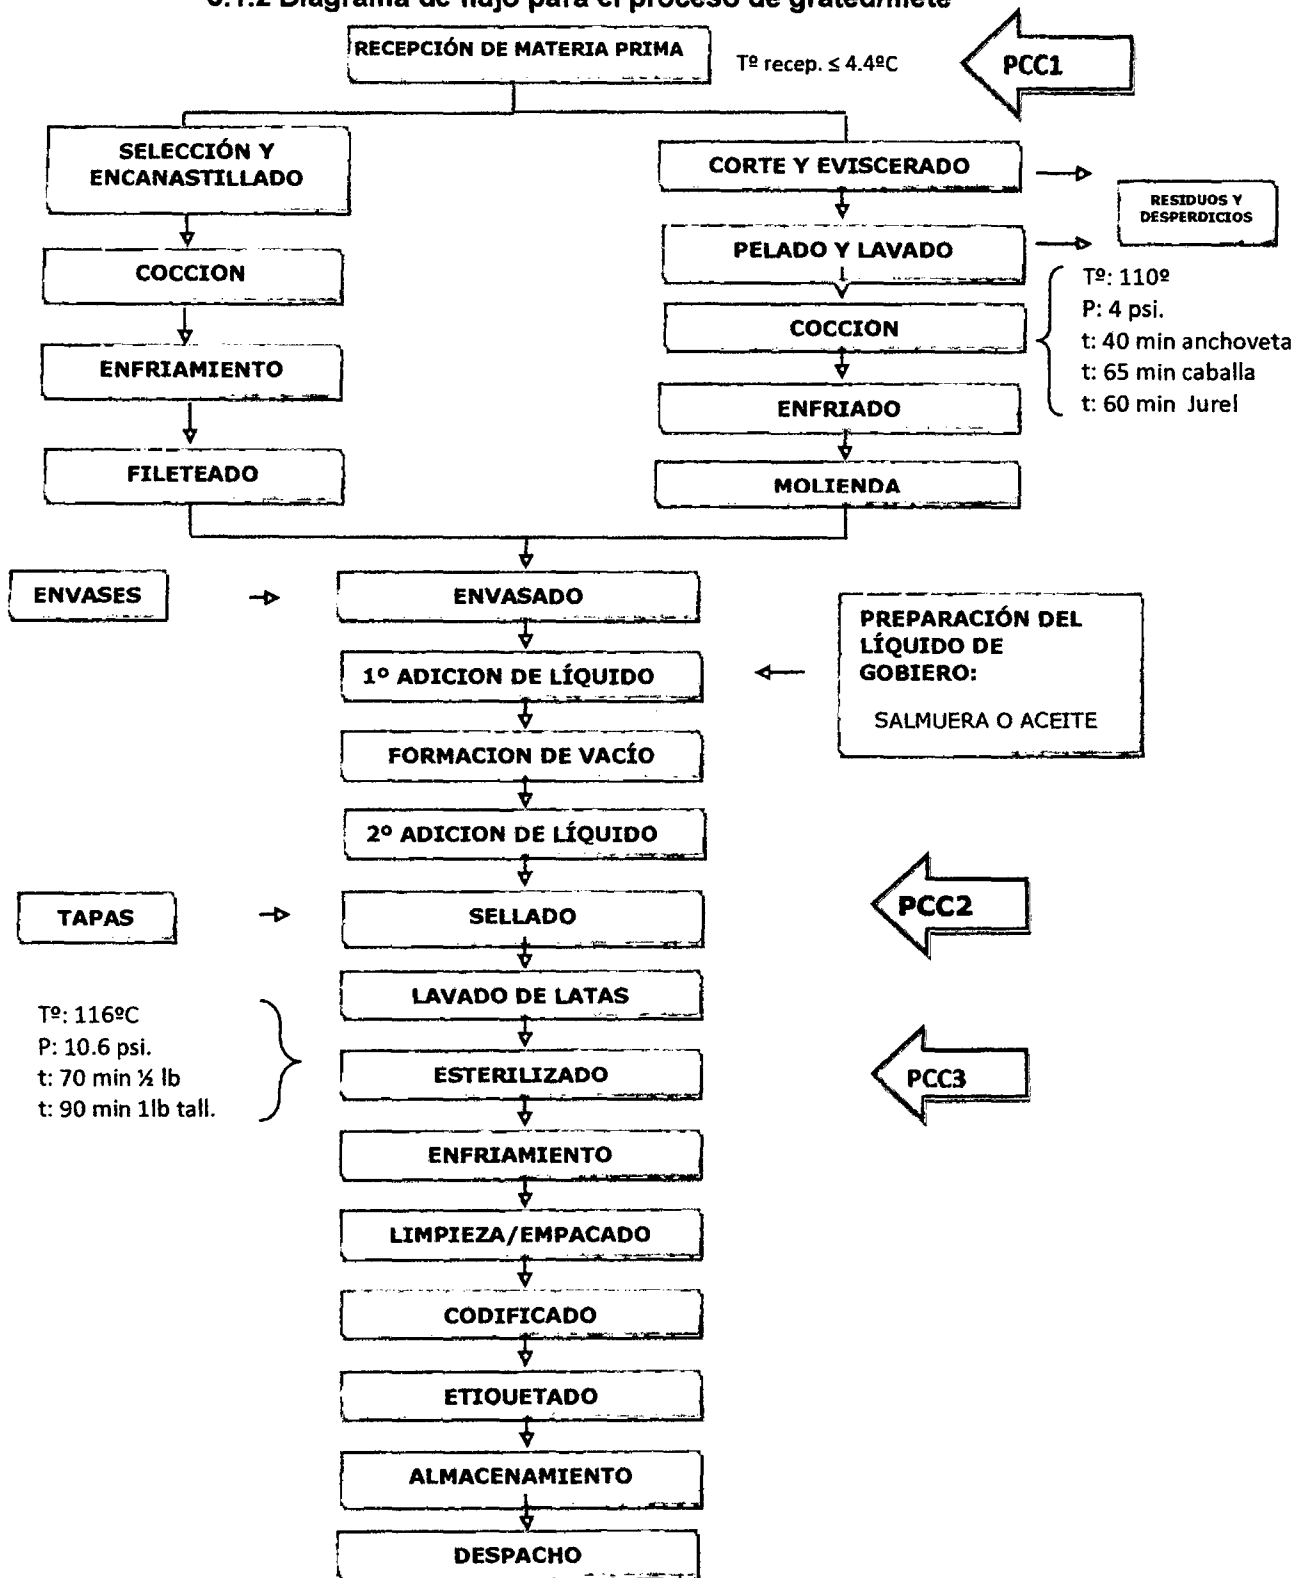 Diagrama de flujo para el proceso de grated/filete
RECEPCIÓN DE MATERIA PRIMA
Tº recep. ≤ 4.4ºC
PCC1
SELECCIÓN Y
ENCANASTILLADO
CORTE Y EVISCERADO
RESIDUOS Y
DESPERDICIOS
COCCION
PELADO Y LAVADO
Tº: 110º
P: 4 psi.
t: 40 min anchoveta
t: 65 min caballa
t: 60 min Jurel
COCCION
ENFRIAMIENTO
ENFRIADO
FILETEADO
MOLIENDA
ENVASES
ENVASADO
PREPARACIÓN DEL
LÍQUIDO DE
GOBIERO:
SALMUERA O ACEITE
1º ADICION DE LÍQUIDO
FORMACION DE VACÍO
2º ADICION DE LÍQUIDO
TAPAS
SELLADO
PCC2
LAVADO DE LATAS
Tº: 116ºC
P: 10.6 psi.
t: 70 min ½ lb
t: 90 min 1lb tall.
ESTERILIZADO
PCC3
ENFRIAMIENTO
LIMPIEZA/EMPACADO
CODIFICADO
ETIQUETADO
ALMACENAMIENTO
DESPACHO